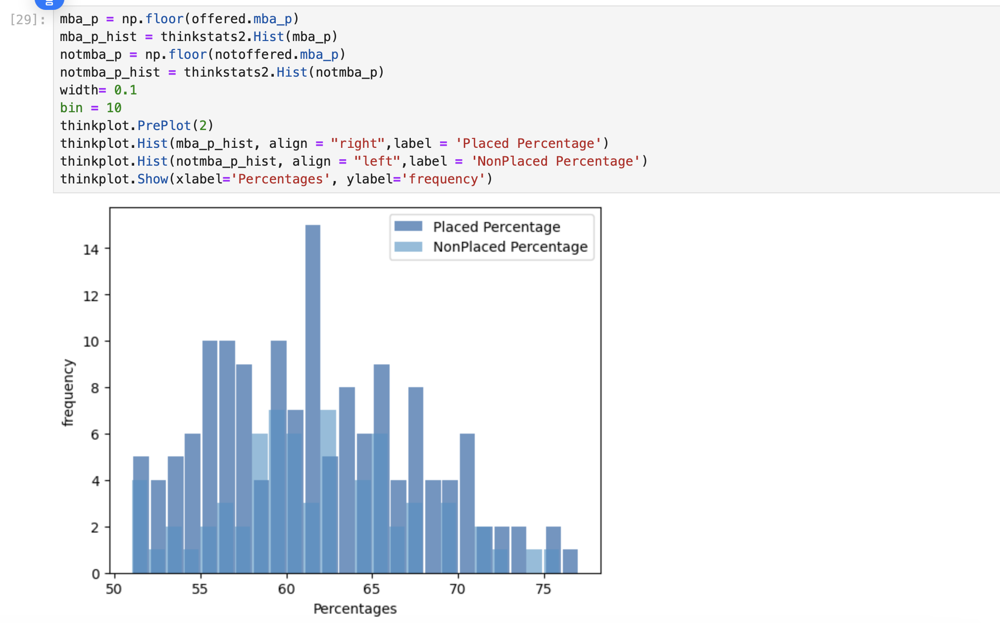 [29]:
mba_p = np.floor(offered.mba_p)
mba_p_hist = thinkstats2.Hist(mba_p)
notmba_p = np.floor(notoffered.mba_p)
notmba_p_hist = thinkstats2.Hist(notmba_p)
width= 0.1
bin = 10
thinkplot.PrePlot(2)
thinkplot.Hist(mba_p_hist, align = "right",label = 'Placed Percentage')
thinkplot.Hist(notmba_p_hist, align = "left",label = 'NonPlaced Percentage')
thinkplot.Show(xlabel='Percentages', ylabel='frequency')
Placed Percentage
NonPlaced Percentage
14
12
10
8
6
4
2
0
frequency
50 55 60 65 70 75
Percentages